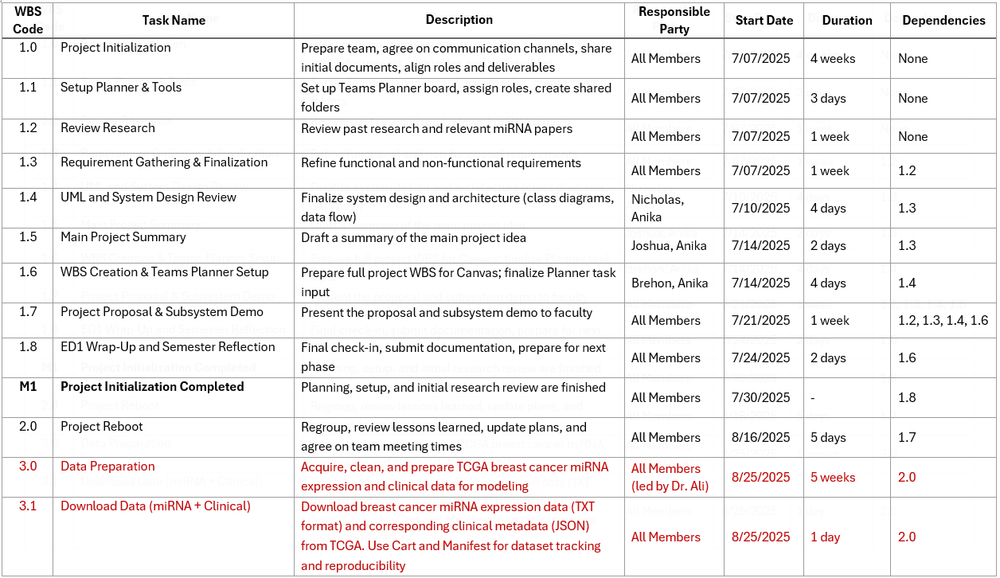 WBS Code Task Name Description Responsible Party Start Date Duration Dependencies
1.0 Project Initialization Prepare team, agree on communication channels, share initial documents, align roles and deliverables All Members 7/07/2025 4 weeks None
1.1 Setup Planner & Tools Set up Teams Planner board, assign roles, create shared folders All Members 7/07/2025 3 days None
1.2 Review Research Review past research and relevant miRNA papers All Members 7/07/2025 1 week None
1.3 Requirement Gathering & Finalization Refine functional and non-functional requirements All Members 7/07/2025 1 week 1.2
1.4 UML and System Design Review Finalize system design and architecture (class diagrams, data flow) Nicholas, Anika 7/10/2025 4 days 1.3
1.5 Main Project Summary Draft a summary of the main project idea Joshua, Anika 7/14/2025 2 days 1.3
1.6 WBS Creation & Teams Planner Setup Prepare full project WBS for Canvas; finalize Planner task input Brehon, Anika 7/14/2025 4 days 1.4
1.7 Project Proposal & Subsystem Demo Present the proposal and subsystem demo to faculty All Members 7/21/2025 1 week 1.2, 1.3, 1.4, 1.6
1.8 ED1 Wrap-Up and Semester Reflection Final check-in, submit documentation, prepare for next phase All Members 7/24/2025 2 days 1.6
M1 Project Initialization Completed Planning, setup, and initial research review are finished All Members 7/30/2025 - 1.8
2.0 Project Reboot Regroup, review lessons learned, update plans, and agree on team meeting times All Members 8/16/2025 5 days 1.7
3.0 Data Preparation Acquire, clean, and prepare TCGA breast cancer miRNA expression and clinical data for modeling All Members (led by Dr. Ali) 8/25/2025 5 weeks 2.0
3.1 Download Data (miRNA + Clinical) Download breast cancer miRNA expression data (TXT format) and corresponding clinical metadata (JSON) from TCGA. Use Cart and Manifest for dataset tracking and reproducibility All Members 8/25/2025 1 day 2.0